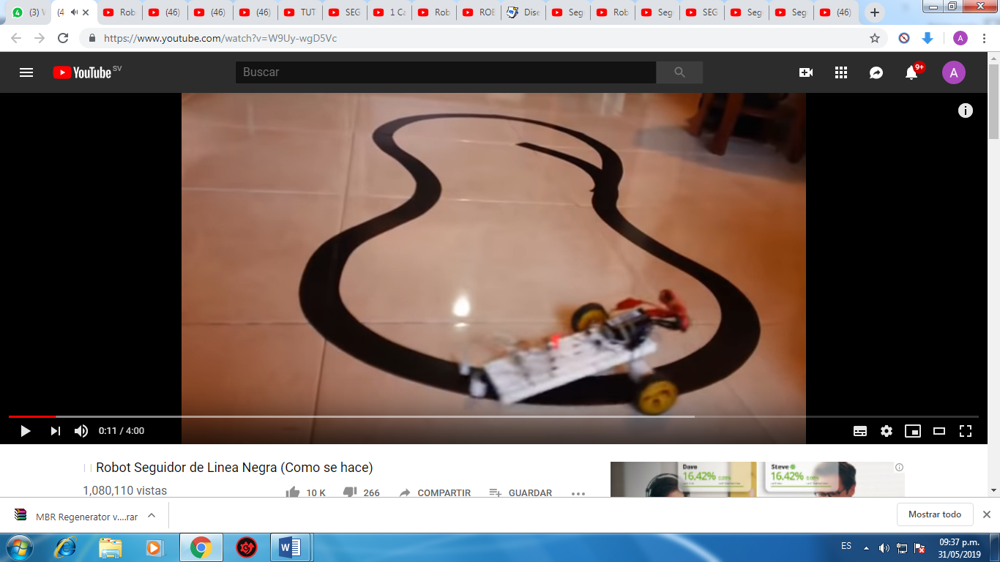 (3) W
(4
Rob
(46)
(46)
(46)
TUT
SEG
1 Ca
Rob
ROB
Dise
Seg
Rob
Seg
SEG
Seg
Seg
(46)
https://www.youtube.com/watch?v=W9Uy-wgD5Vc
A
YouTube SV
Buscar
9+
A
0:11 / 4:00
Robot Seguidor de Linea Negra (Como se hace)
1,080,110 vistas
10 K
266
COMPARTIR
GUARDAR
Dave
16.42%
Steve
16.42%
MBR Regenerator v....rar
Mostrar todo
ES
09:37 p.m.
31/05/2019